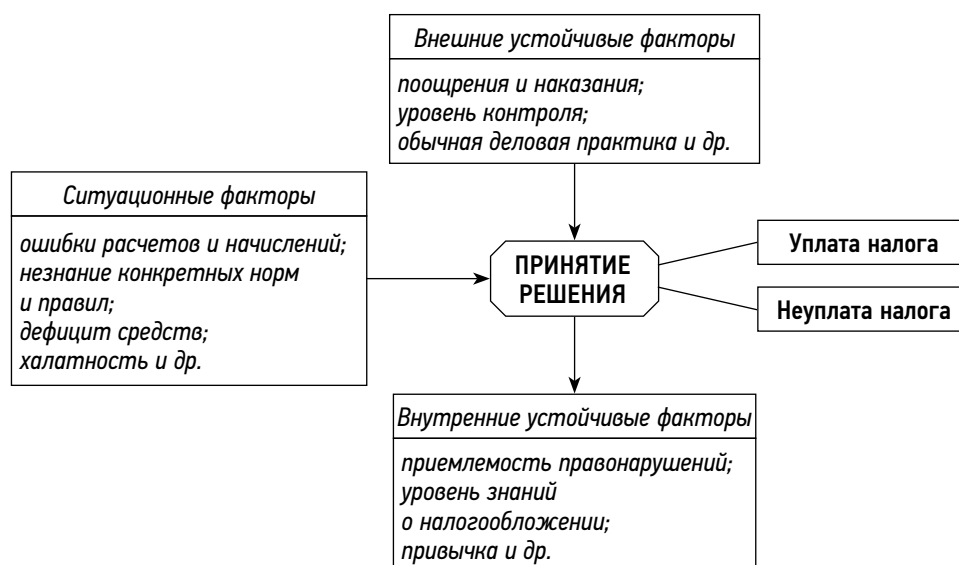 Внешние устойчивые факторы
поощрения и наказания;
уровень контроля;
обычная деловая практика и др.
Ситуационные факторы
ошибки расчетов и начислений;
незнание конкретных норм
и правил;
дефицит средств;
халатность и др.
ПРИНЯТИЕ
РЕШЕНИЯ
Уплата налога
Неуплата налога
Внутренние устойчивые факторы
приемлемость правонарушений;
уровень знаний
о налогообложении;
привычка и др.